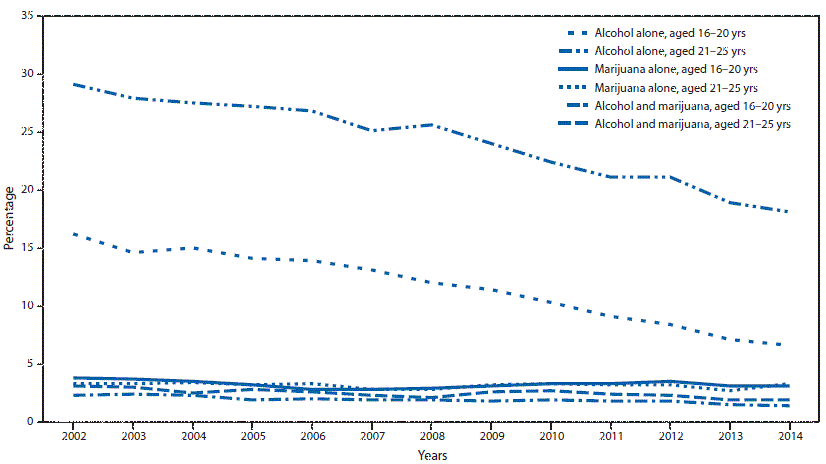 35
30
25
20
15
10
5
0
Percentage
Alcohol alone, aged 16–20 yrs
Alcohol alone, aged 21–25 yrs
Marijuana alone, aged 16–20 yrs
Marijuana alone, aged 21–25 yrs
Alcohol and marijuana, aged 16–20 yrs
Alcohol and marijuana, aged 21–25 yrs
2002 2003 2004 2005 2006 2007 2008 2009 2010 2011 2012 2013 2014
Years